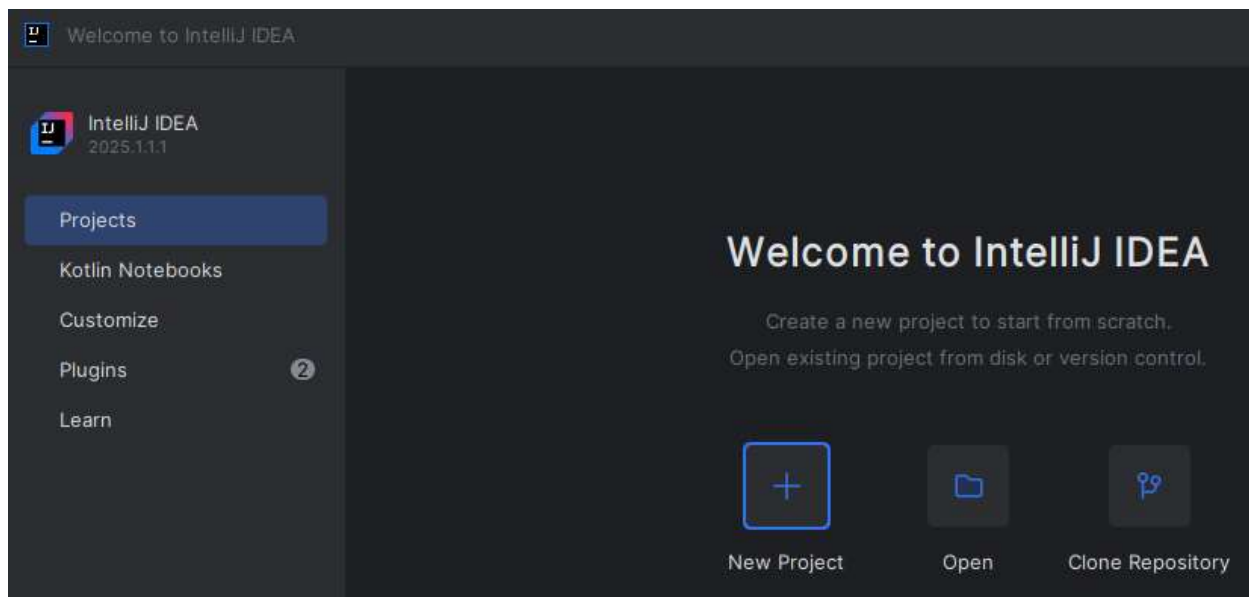 Welcome to IntelliJ IDEA
IntelliJ IDEA
2025.1.1.1
Projects
Kotlin Notebooks
Customize
Plugins 2
Learn
Welcome to IntelliJ IDEA
Create a new project to start from scratch.
Open existing project from disk or version control.
New Project Open Clone Repository